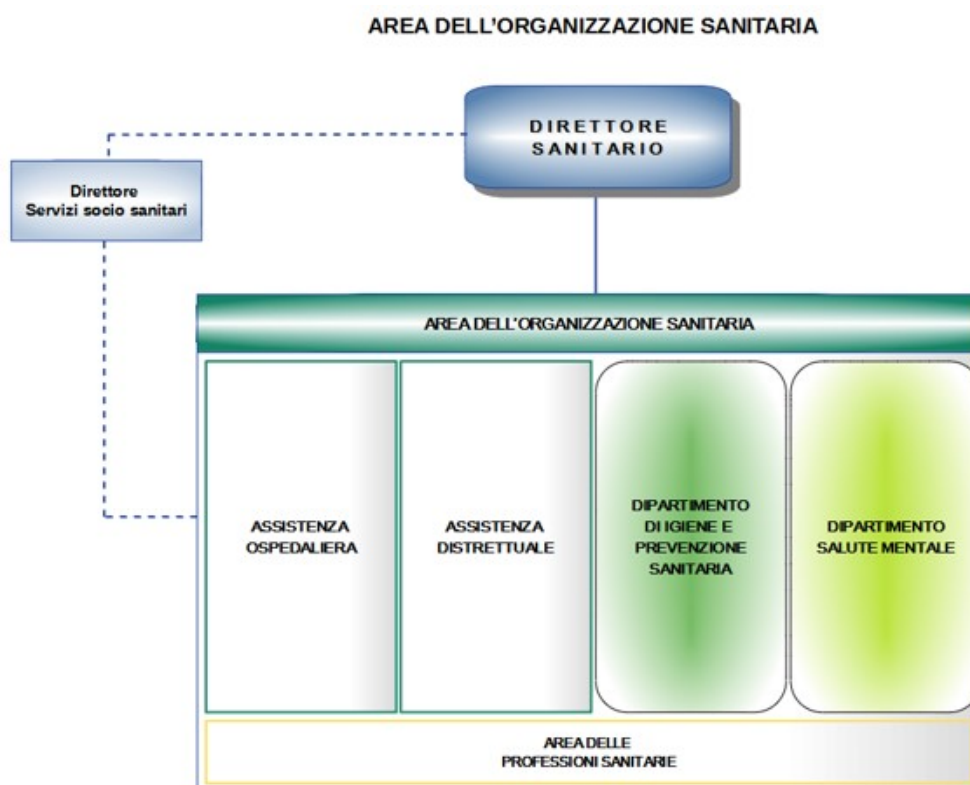 AREA DELL'ORGANIZZAZIONE SANITARIA
DIRETTORE
SANITARIO
Direttore
Servizi socio sanitari
AREA DELL'ORGANIZZAZIONE SANITARIA
ASSISTENZA
OSPEDALIERA
ASSISTENZA
DISTRETTUALE
DIPARTIMENTO
DI IGIENE E
PREVENZIONE
SANITARIA
DIPARTIMENTO
SALUTE MENTALE
AREA DELLE
PROFESSIONI SANITARIE